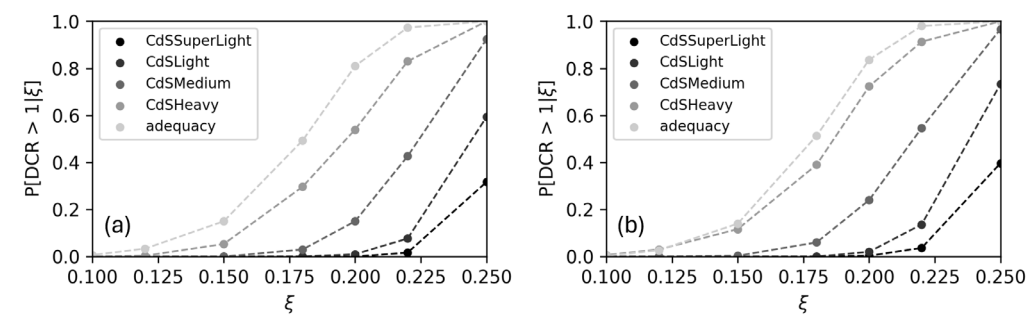 1.0
0.8
0.6
0.4
0.2
0.0
P[DCR > 1|ξ]
CdSSuperLight
CdSLight
CdSMedium
CdSHeavy
adequacy
(a)
0.100 0.125 0.150 0.175 0.200 0.225 0.250
ξ
1.0
0.8
0.6
0.4
0.2
0.0
P[DCR > 1|ξ]
CdSSuperLight
CdSLight
CdSMedium
CdSHeavy
adequacy
(b)
0.100 0.125 0.150 0.175 0.200 0.225 0.250
ξ